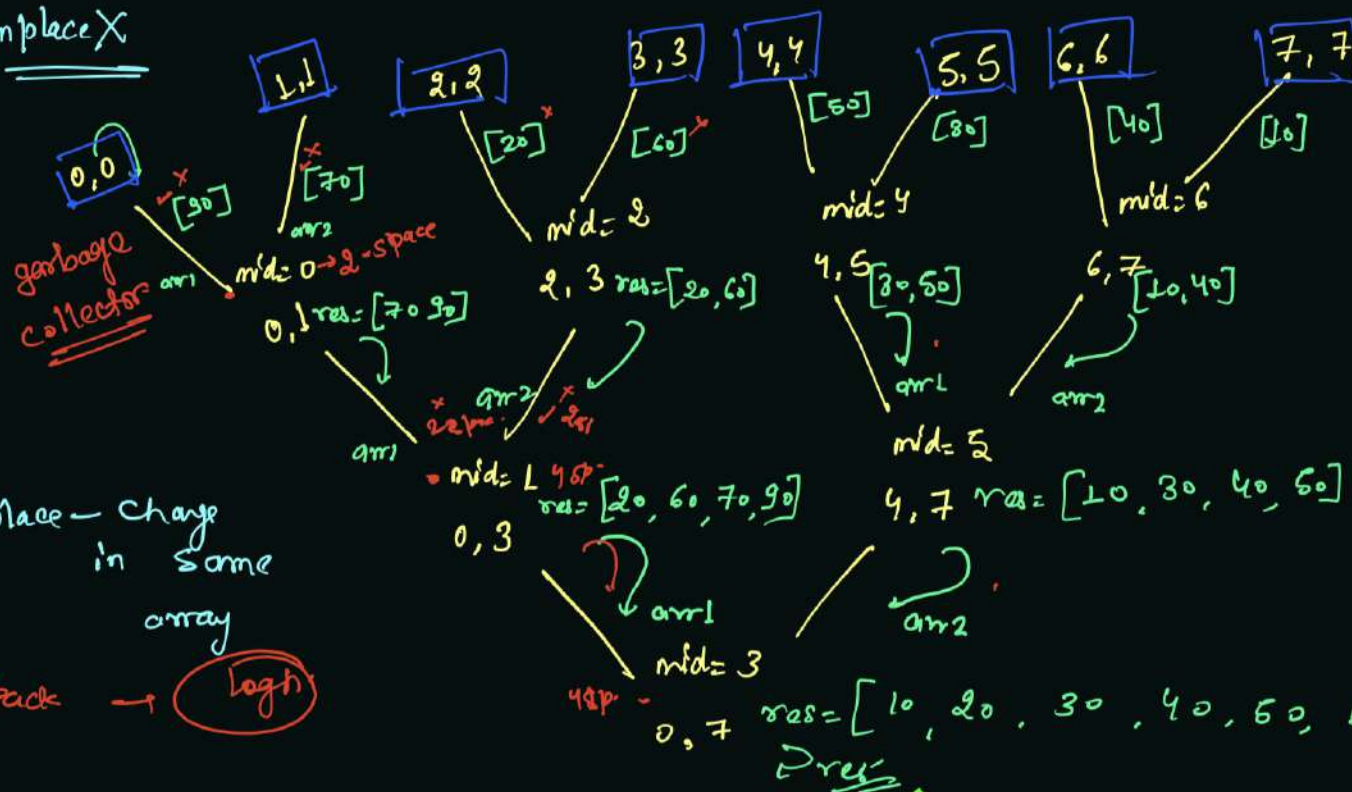 nplace X
0,0
1,1
2,2
3,3
4,4
5,5
6,6
7,7
[90]
[70]
[20]
[60]
[50]
[30]
[40]
[10]
garbage
collector
arr1
arr2
mid= 0 → 2-space
0,1 res= [70 90]
mid= 2
2, 3 res= [20,60]
mid= 4
4,5 [30,50]
mid= 6
6,7 [10,40]
arr1
arr2
arr1
arr2
mid= 1 4sp.
0, 3 res= [20, 60, 70, 90]
mid= 5
4,7 res= [10, 30, 40, 50]
lace - Change
in same
array
arr1
arr2
→ logn
mid= 3
4sp -
0, 7 res= [10, 20, 30, 40, 50,